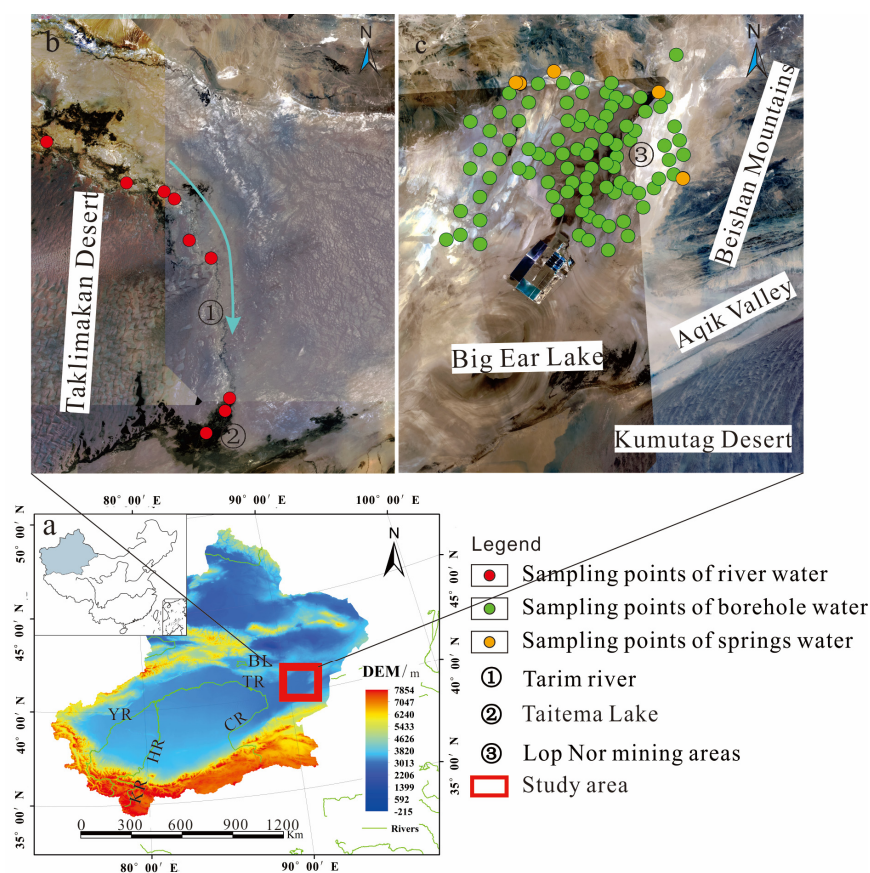 b
N
Taklimakan Desert
①
②
c
N
③
Beishan Mountains
Aqik Valley
Big Ear Lake
Kumutag Desert
80° 00′ E
90° 00′ E
100° 00′ E
a
N
50° 00′ N
45° 00′ N
40° 00′ N
35° 00′ N
45° 00′ N
40° 00′ N
35° 00′ N
BL
TR
YR
HR
CR
KR
DEM/m
7854
7047
6240
5433
4626
3820
3013
2206
1399
592
-215
Rivers
0 300 600 900 1200
Km
80° 00′ E
90° 00′ E
Legend
Sampling points of river water
Sampling points of borehole water
Sampling points of springs water
① Tarim river
② Taitema Lake
③ Lop Nor mining areas
Study area